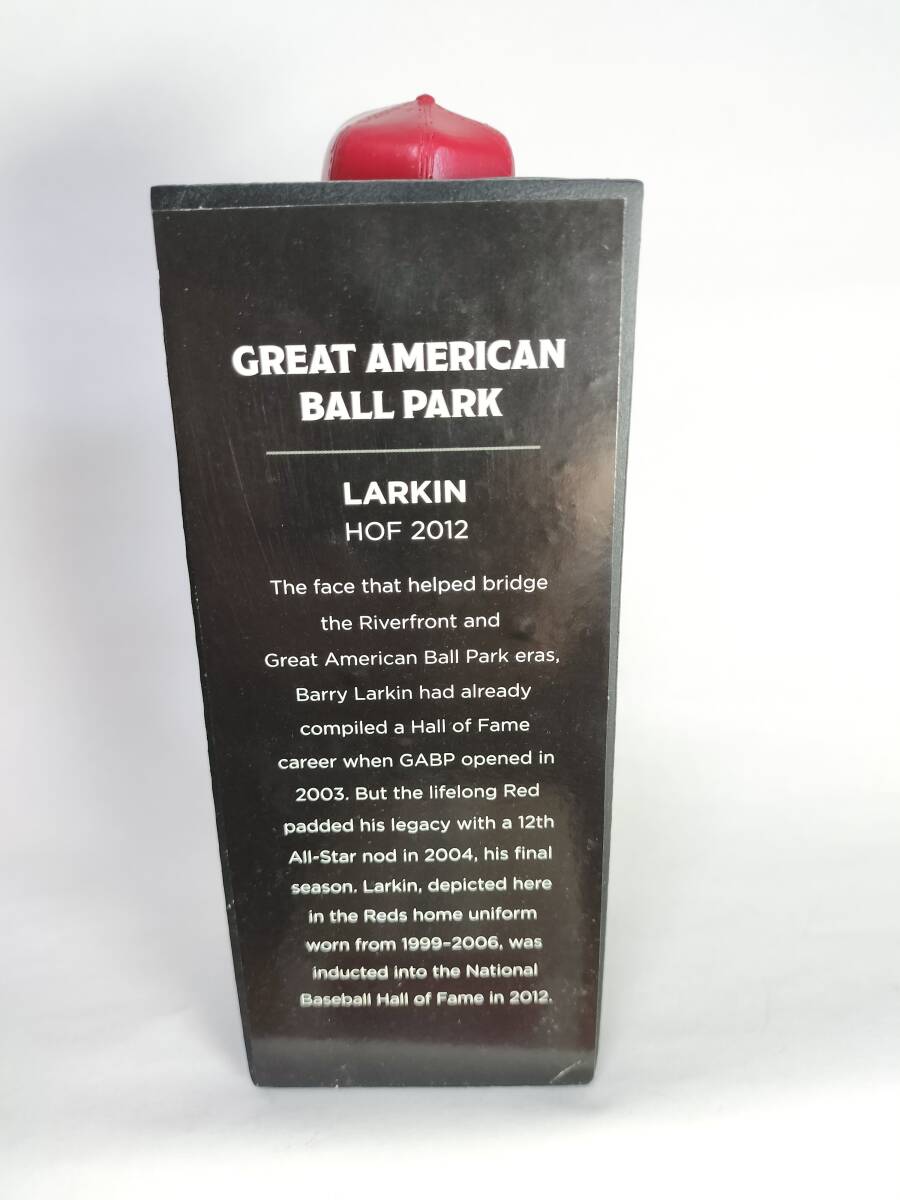 GREAT AMERICAN
BALL PARK
LARKIN
HOF 2012
The face that helped bridge
the Riverfront and
Great American Ball Park eras,
Barry Larkin had already
compiled a Hall of Fame
career when GABP opened in
2003. But the lifelong Red
padded his legacy with a 12th
All-Star nod in 2004, his final
season. Larkin, depicted here
in the Reds home uniform
worn from 1999-2006, was
inducted into the National
Baseball Hall of Fame in 2012.